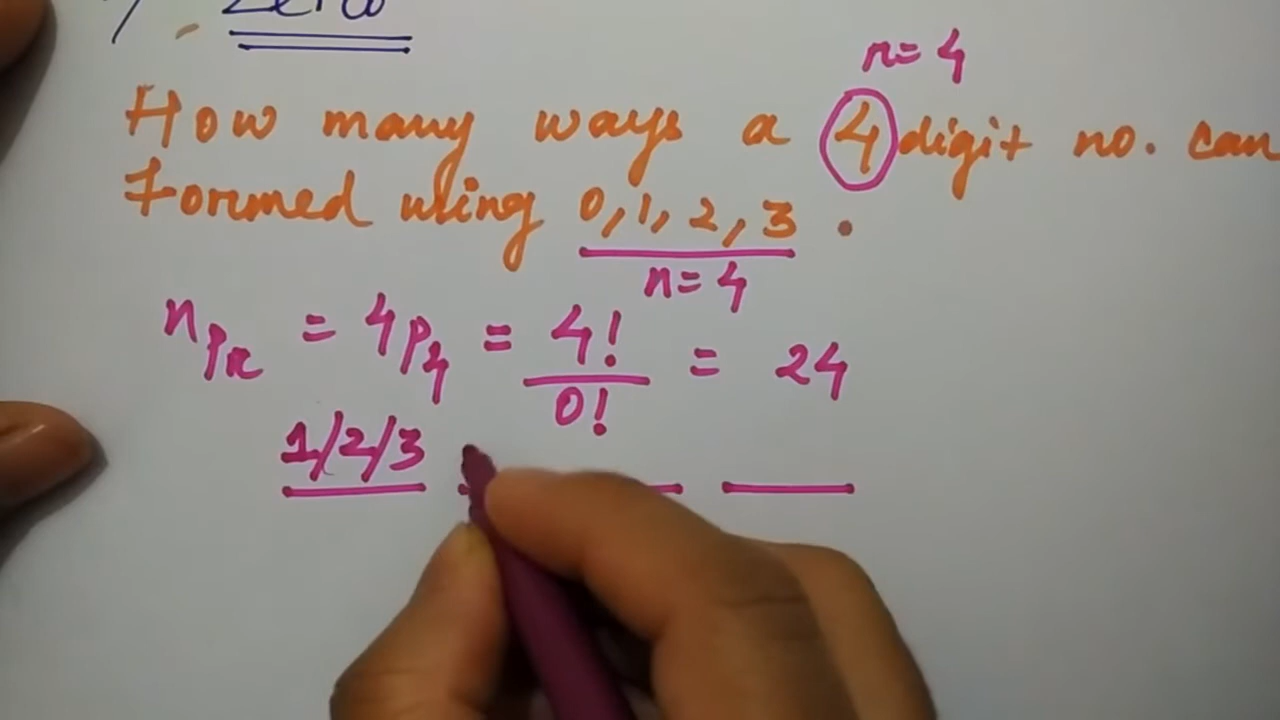 Zero
r=4
How many ways a 4 digit no. can
formed using 0, 1, 2, 3.
n=4
nPr = 4P4 = 4!/0! = 24
1/2/3